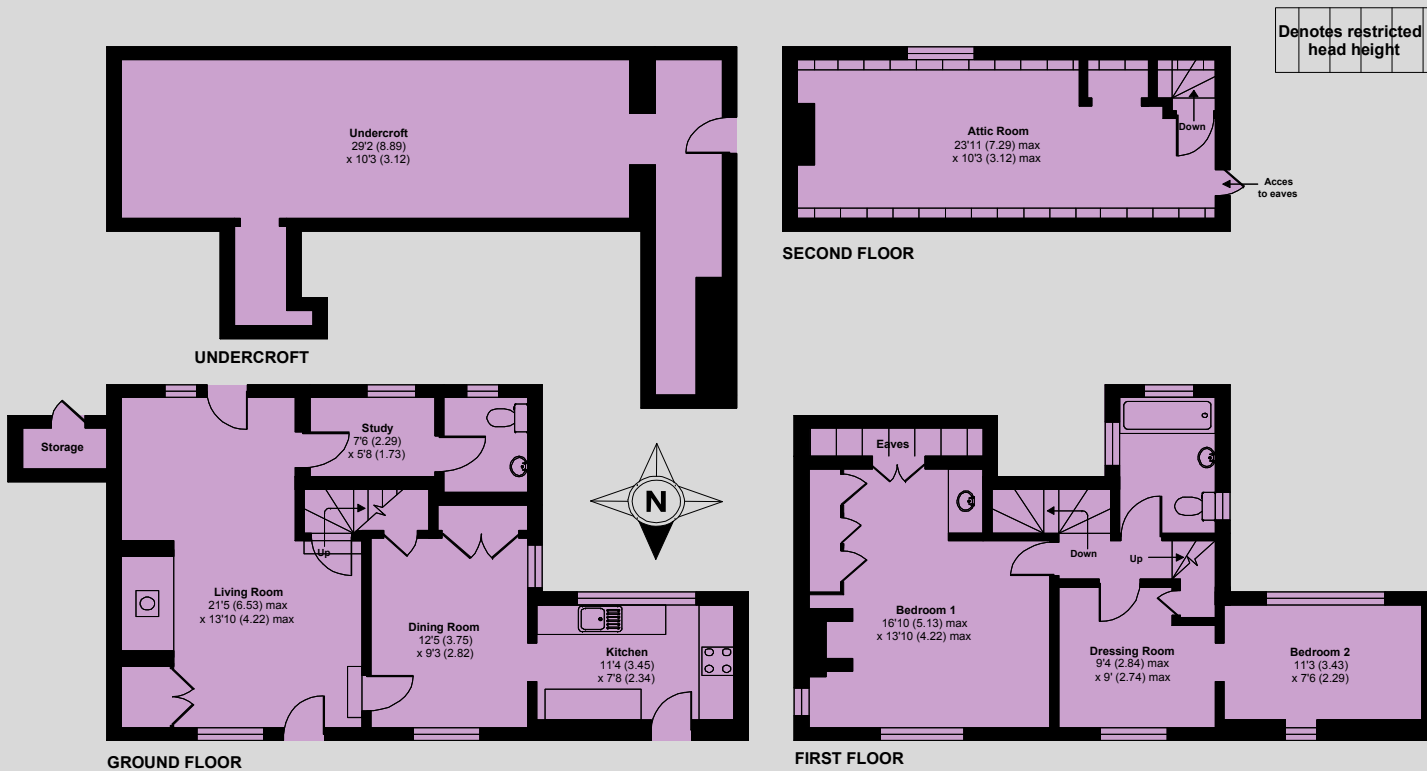 Denotes restricted
head height
Undercroft
29'2 (8.89)
x 10'3 (3.12)
UNDERCROFT
Attic Room
23'11 (7.29) max
x 10'3 (3.12) max
Down
Acces
to eaves
SECOND FLOOR
Storage
Study
7'6 (2.29)
x 5'8 (1.73)
Up
Living Room
21'5 (6.53) max
x 13'10 (4.22) max
Dining Room
12'5 (3.75)
x 9'3 (2.82)
Kitchen
11'4 (3.45)
x 7'8 (2.34)
GROUND FLOOR
N
Eaves
Down
Up
Bedroom 1
16'10 (5.13) max
x 13'10 (4.22) max
Dressing Room
9'4 (2.84) max
x 9' (2.74) max
Bedroom 2
11'3 (3.43)
x 7'6 (2.29)
FIRST FLOOR